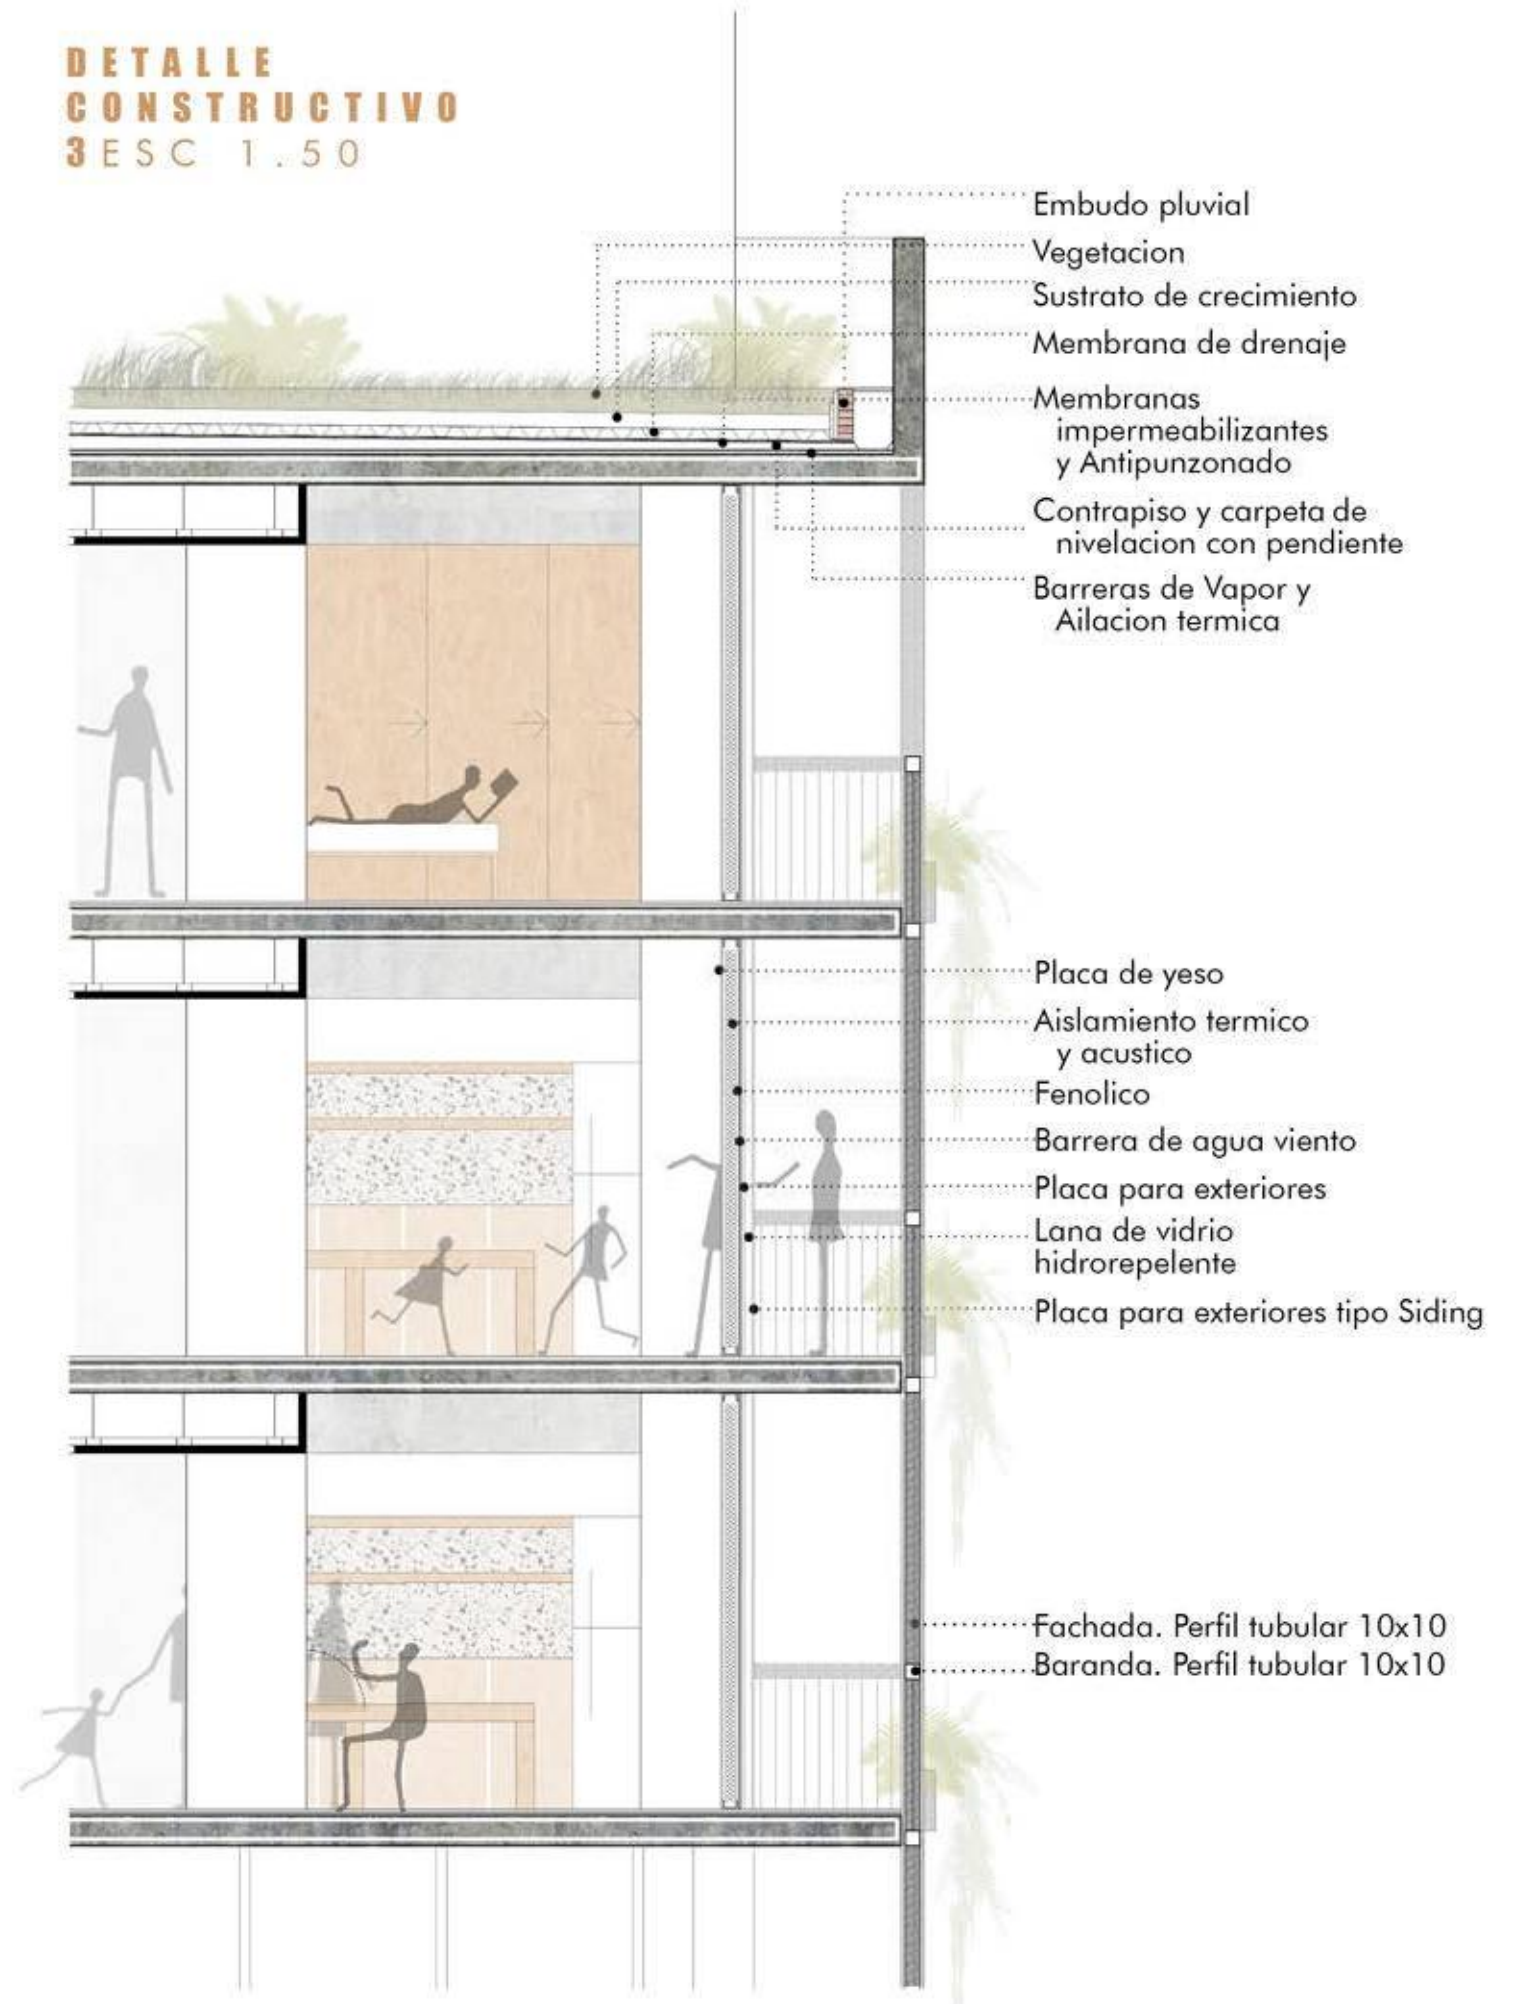 DETALLE
CONSTRUCTIVO
3ESC 1.50
Embudo pluvial
Vegetacion
Sustrato de crecimiento
Membrana de drenaje
Membranas
impermeabilizantes
y Antipunzonado
Contrapiso y carpeta de
nivelacion con pendiente
Barreras de Vapor y
Ailacion termica
Placa de yeso
Aislamiento termico
y acustico
Fenolico
Barrera de agua viento
Placa para exteriores
Lana de vidrio
hidrorepelente
Placa para exteriores tipo Siding
Fachada. Perfil tubular 10x10
Baranda. Perfil tubular 10x10